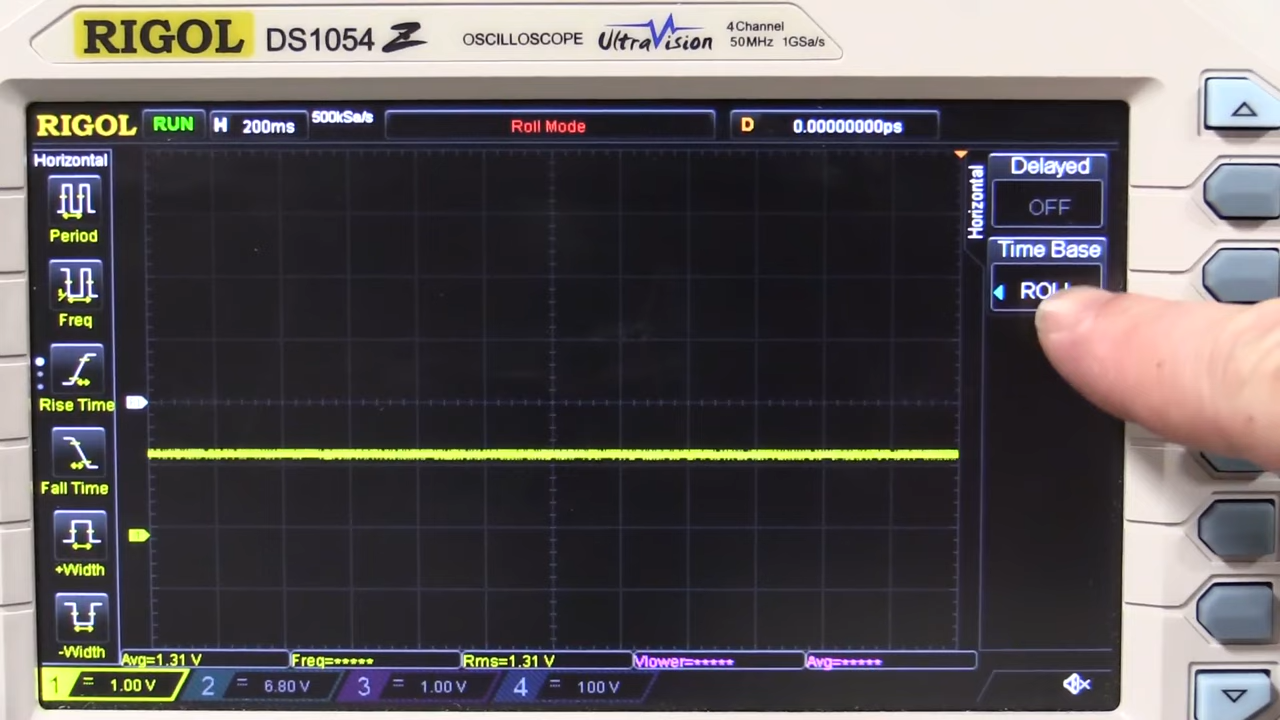 RIGOL DS1054 Z OSCILLOSCOPE UltraVision 4 Channel
50MHz 1GSa/s
RIGOL RUN H 200ms 500kSa/s Roll Mode D 0.00000000ps
Horizontal
Period
Freq
Rise Time
Fall Time
+Width
-Width
Horizontal
Delayed
OFF
Time Base
Avg=1.31 V Freq=***** Rms=1.31 V Vlower=***** Avg=*****
1 = 1.00 V 2 = 6.80 V 3 = 1.00 V 4 = 100 V